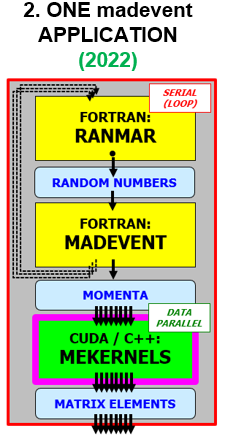 2. ONE madevent
APPLICATION
(2022)
SERIAL
(LOOP)
FORTRAN:
RANMAR
RANDOM NUMBERS
FORTRAN:
MADEVENT
MOMENTA
DATA
PARALLEL
CUDA / C++:
MEKERNELS
MATRIX ELEMENTS